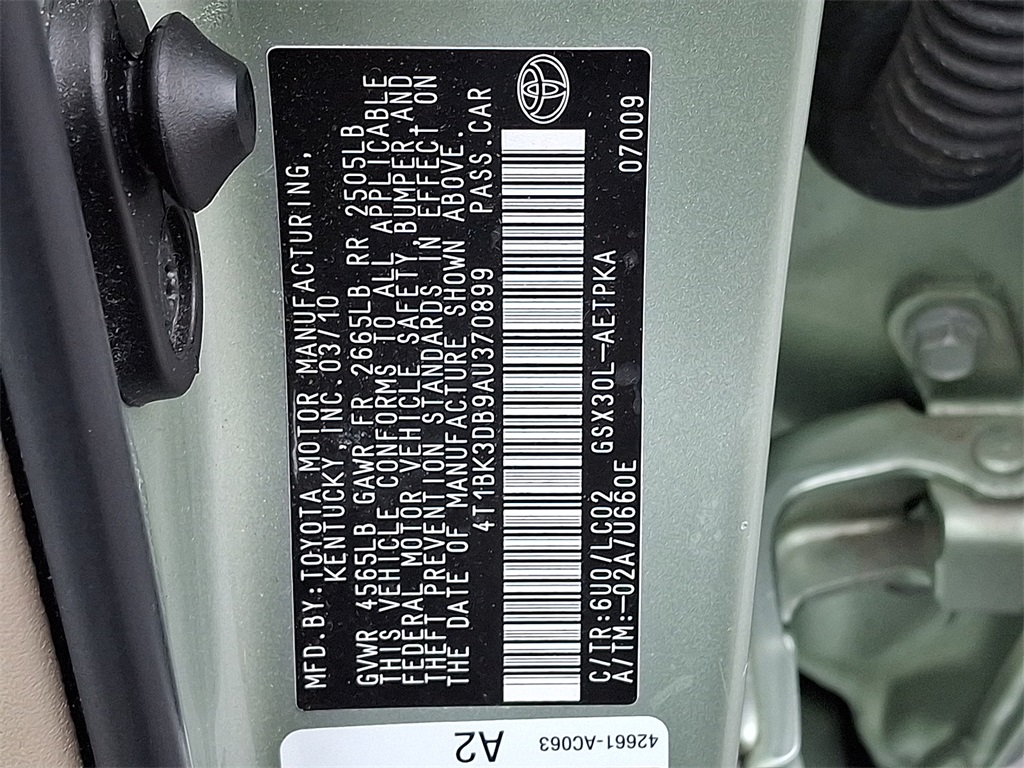 MFD.BY:TOYOTA MOTOR MANUFACTURING,
KENTUCKY, INC. 03/10
GVWR 4565LB GAWR FR 2665LB RR 2505LB
THIS VEHICLE CONFORMS TO ALL APPLICABLE
FEDERAL MOTOR VEHICLE SAFETY, BUMPER, AND
THEFT PREVENTION STANDARDS IN EFFECT ON
THE DATE OF MANUFACTURE SHOWN ABOVE.
4T1BK3DB9AU370899 PASS.CAR
C/TR:6U0/LC02 GSX30L-AETPKA 07009
A/TM:-02A/U660E
A2
42661-AC063